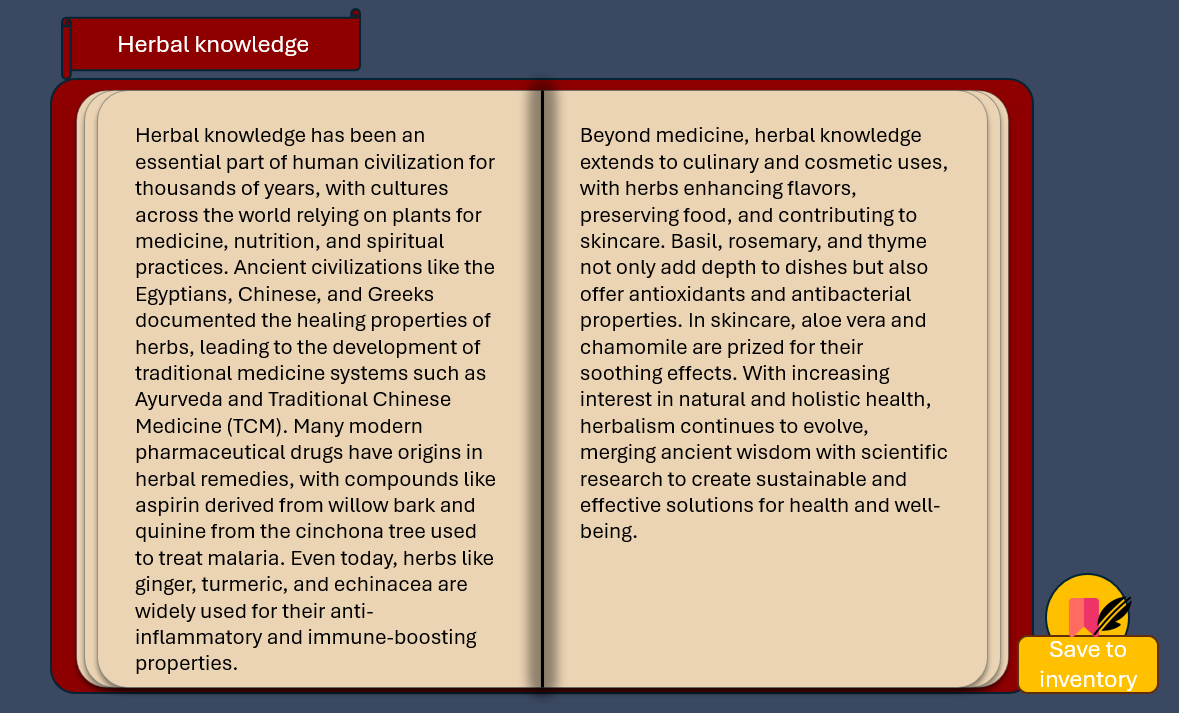 Herbal knowledge
Herbal knowledge has been an
essential part of human civilization for
thousands of years, with cultures
across the world relying on plants for
medicine, nutrition, and spiritual
practices. Ancient civilizations like the
Egyptians, Chinese, and Greeks
documented the healing properties of
herbs, leading to the development of
traditional medicine systems such as
Ayurveda and Traditional Chinese
Medicine (TCM). Many modern
pharmaceutical drugs have origins in
herbal remedies, with compounds like
aspirin derived from willow bark and
quinine from the cinchona tree used
to treat malaria. Even today, herbs like
ginger, turmeric, and echinacea are
widely used for their anti-
inflammatory and immune-boosting
properties.
Beyond medicine, herbal knowledge
extends to culinary and cosmetic uses,
with herbs enhancing flavors,
preserving food, and contributing to
skincare. Basil, rosemary, and thyme
not only add depth to dishes but also
offer antioxidants and antibacterial
properties. In skincare, aloe vera and
chamomile are prized for their
soothing effects. With increasing
interest in natural and holistic health,
herbalism continues to evolve,
merging ancient wisdom with scientific
research to create sustainable and
effective solutions for health and well-
being.
Save to
inventory